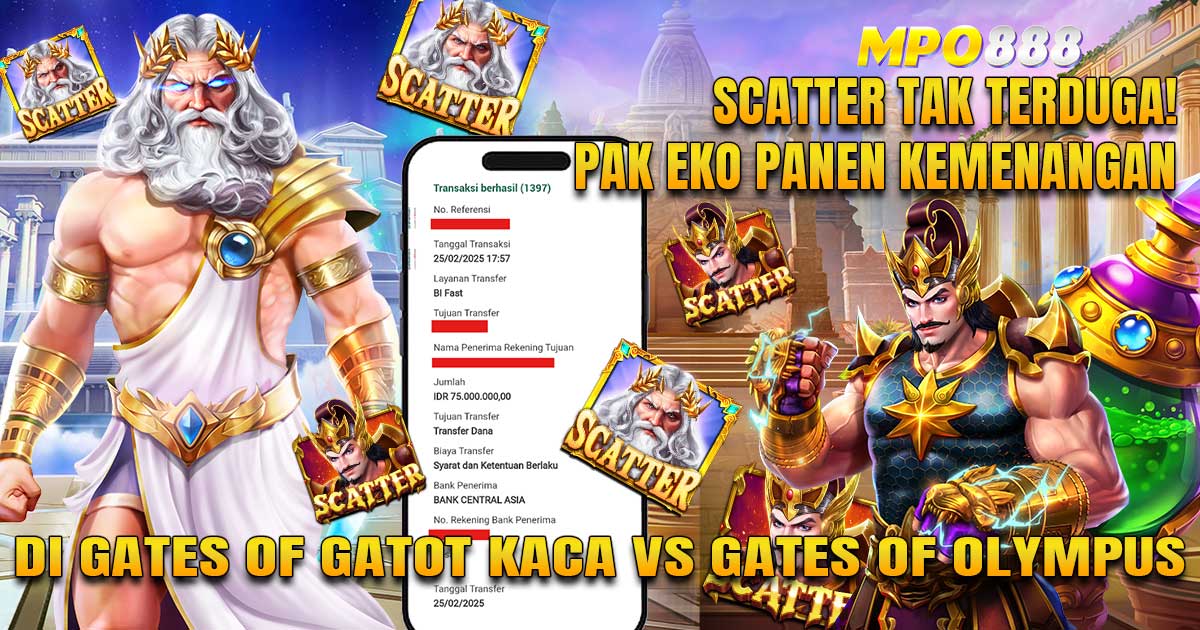 MPO888
SCATTER TAK TERDUGA!
PAK EKO PANEN KEMENANGAN
SCATTER
SCATTER
Transaksi berhasil (1397)
No. Referensi
Tanggal Transaksi
25/02/2025 17:57
Layanan Transfer
BI Fast
Tujuan Transfer
Nama Penerima Rekening Tujuan
Jumlah
IDR 75.000.000,00
Tujuan Transfer
Transfer Dana
Biaya Transfer
Syarat dan Ketentuan Berlaku
Bank Penerima
BANK CENTRAL ASIA
No. Rekening Bank Penerima
SCATTER
SCATTER
SCATTER
DI GATES OF GATOT KACA VS GATES OF OLYMPUS
Tanggal Transfer
25/02/2025